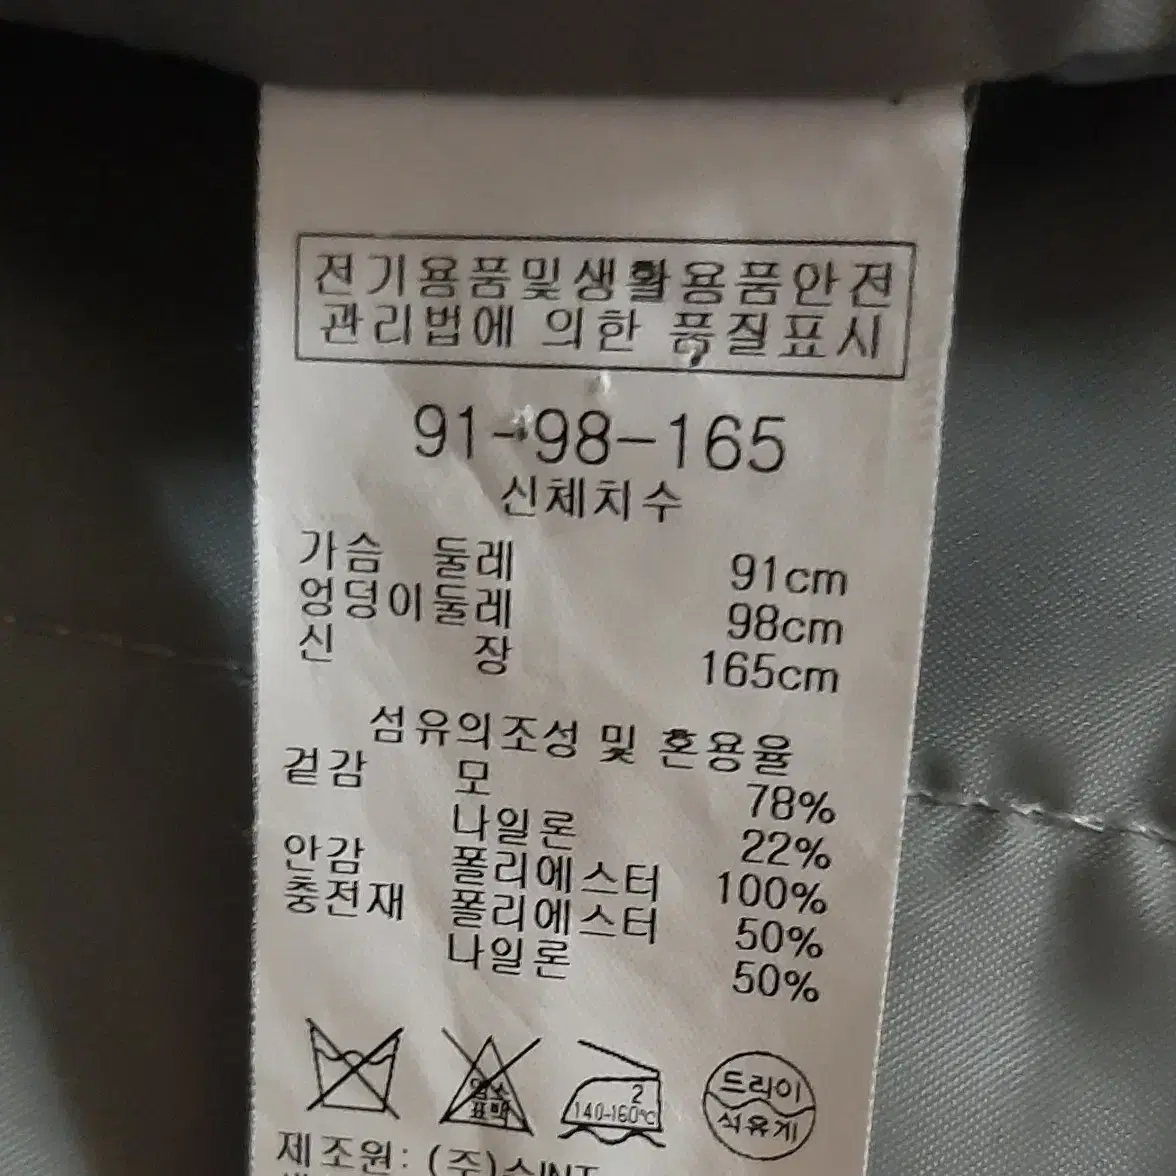 전기용품및생활용품안전
관리법에 의한 품질표시
91-98-165
신체치수
가슴 둘레 91cm
엉덩이둘레 98cm
신 장 165cm
섬유의조성 및 혼용율
겉감 모 78%
나일론 22%
안감 폴리에스터 100%
충전재 폴리에스터 50%
나일론 50%
염소
표백
2
140-160℃
드라이
석유계
제조원: (주)